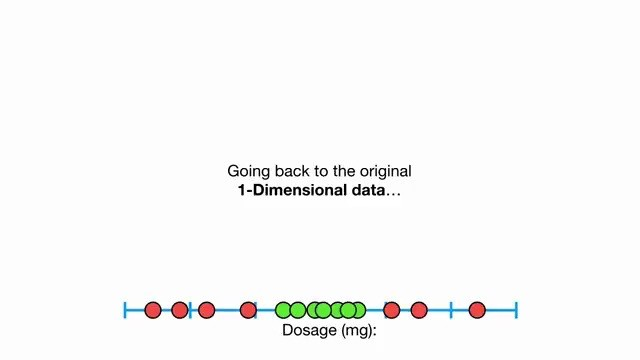 Going back to the original
1-Dimensional data…
Dosage (mg):